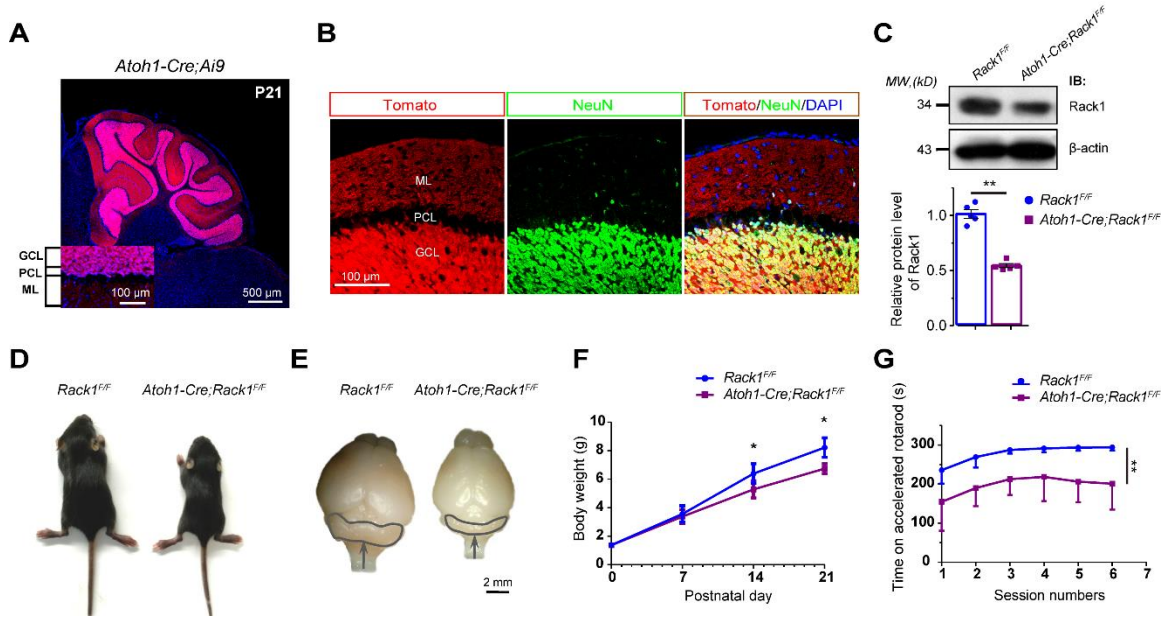 A
Atoh1-Cre;Ai9
P21
GCL
PCL
ML
100 µm
500 µm
B
Tomato
NeuN
Tomato/NeuN/DAPI
ML
PCL
GCL
100 µm
C
Rack1F/F
Atoh1-Cre;Rack1F/F
MW,(kD)
IB:
34
Rack1
43
β-actin
**
Rack1F/F
Atoh1-Cre;Rack1F/F
Relative protein level
of Rack1
1.0
0.5
0.0
D
Rack1F/F
Atoh1-Cre;Rack1F/F
E
Rack1F/F
Atoh1-Cre;Rack1F/F
2 mm
F
Rack1F/F
Atoh1-Cre;Rack1F/F
Body weight (g)
10
8
6
4
2
0
*
*
0 7 14 21
Postnatal day
G
Rack1F/F
Atoh1-Cre;Rack1F/F
Time on accelerated rotarod (s)
300
200
100
0
**
1 2 3 4 5 6 7
Session numbers